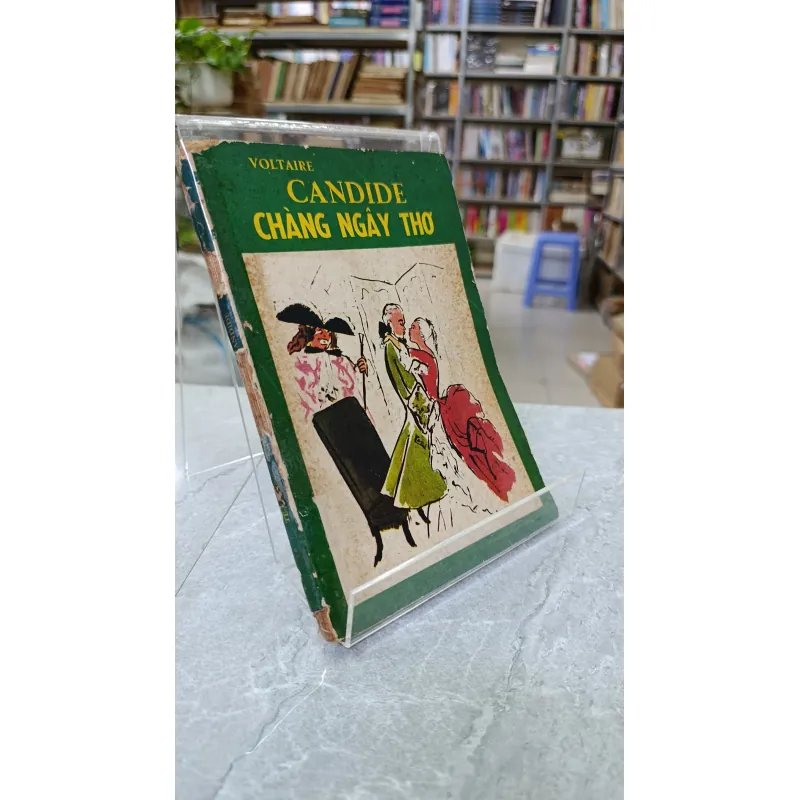 VOLTAIRE
CANDIDE
CHÀNG NGÂY THƠ